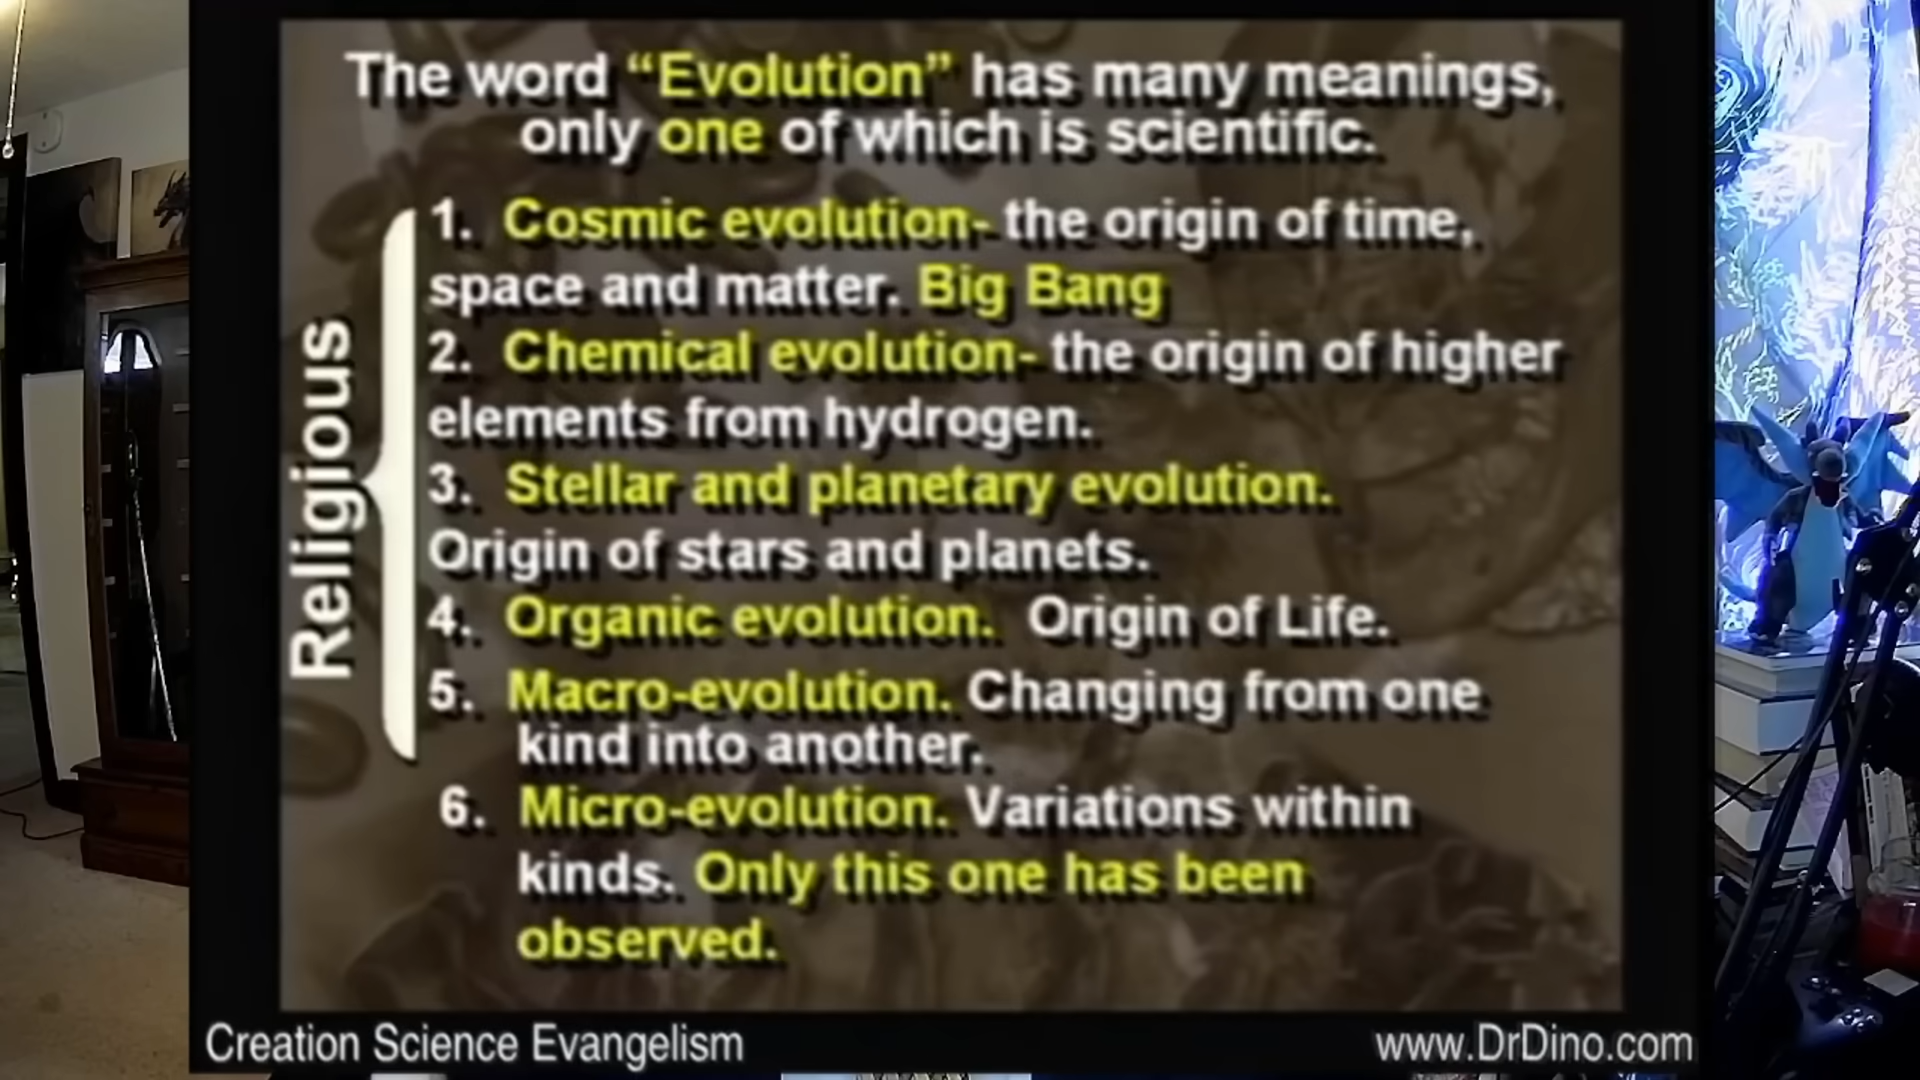 The word “Evolution” has many meanings,
only one of which is scientific.
1. Cosmic evolution- the origin of time,
space and matter. Big Bang
2. Chemical evolution- the origin of higher
elements from hydrogen.
3. Stellar and planetary evolution.
Origin of stars and planets.
4. Organic evolution. Origin of Life.
5. Macro-evolution. Changing from one
kind into another.
6. Micro-evolution. Variations within
kinds. Only this one has been
observed.
Religious
Creation Science Evangelism
www.DrDino.com